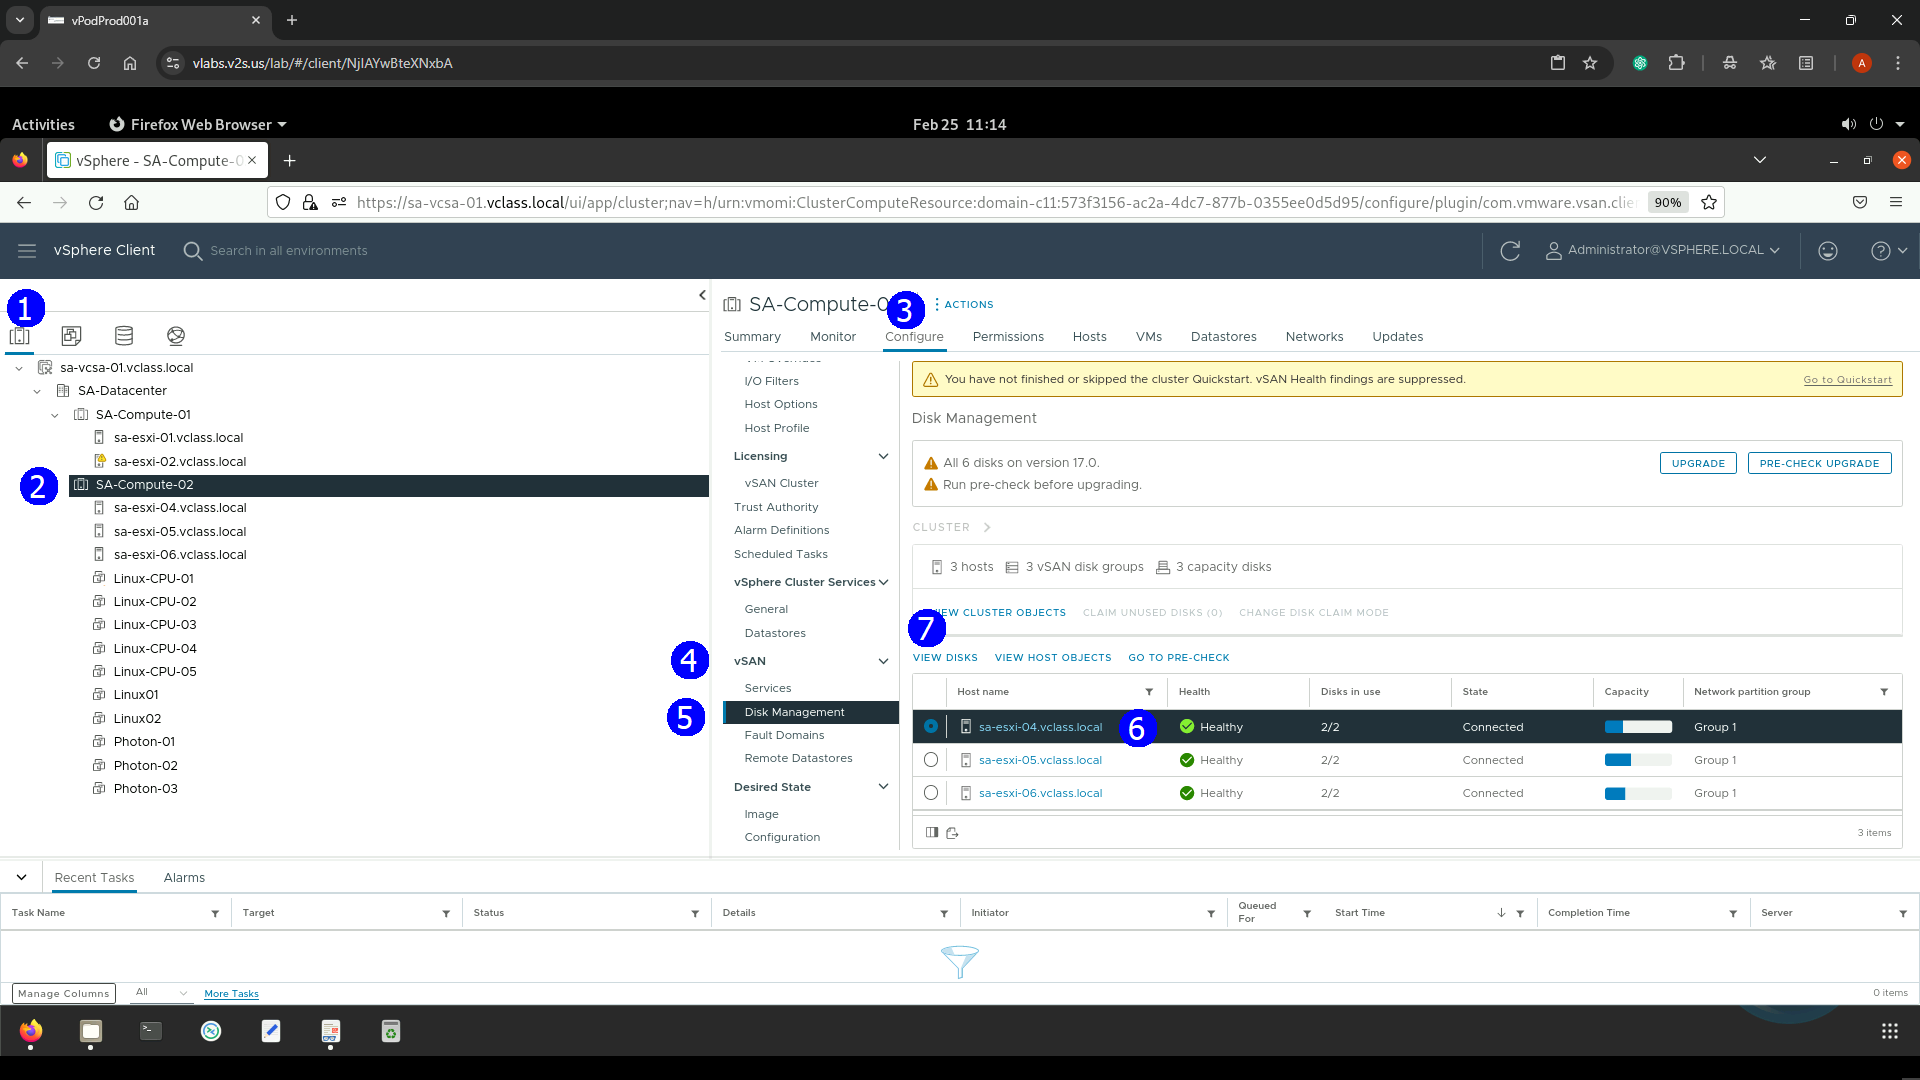 vPodProd001a
vlabs.v2s.us/lab/#/client/NjIAYwBteXNxbA
A
Activities
Firefox Web Browser
Feb 25 11:14
vSphere - SA-Compute-0
https://sa-vcsa-01.vclass.local/ui/app/cluster;nav=h/urn:vmomi:ClusterComputeResource:domain-c11:573f3156-ac2a-4dc7-877b-0355ee0d5d95/configure/plugin/com.vmware.vsan.clie
90%
vSphere Client
Search in all environments
Administrator@VSPHERE.LOCAL
1
sa-vcsa-01.vclass.local
SA-Datacenter
SA-Compute-01
sa-esxi-01.vclass.local
sa-esxi-02.vclass.local
2
SA-Compute-02
sa-esxi-04.vclass.local
sa-esxi-05.vclass.local
sa-esxi-06.vclass.local
Linux-CPU-01
Linux-CPU-02
Linux-CPU-03
Linux-CPU-04
Linux-CPU-05
Linux01
Linux02
Photon-01
Photon-02
Photon-03
SA-Compute-0
3
ACTIONS
Summary Monitor Configure Permissions Hosts VMs Datastores Networks Updates
I/O Filters
Host Options
Host Profile
Licensing
vSAN Cluster
Trust Authority
Alarm Definitions
Scheduled Tasks
vSphere Cluster Services
General
Datastores
4
vSAN
Services
5
Disk Management
Fault Domains
Remote Datastores
Desired State
Image
Configuration
You have not finished or skipped the cluster Quickstart. vSAN Health findings are suppressed.
Go to Quickstart
Disk Management
All 6 disks on version 17.0.
Run pre-check before upgrading.
UPGRADE
PRE-CHECK UPGRADE
CLUSTER
3 hosts 3 vSAN disk groups 3 capacity disks
7
VIEW CLUSTER OBJECTS CLAIM UNUSED DISKS (0) CHANGE DISK CLAIM MODE
VIEW DISKS VIEW HOST OBJECTS GO TO PRE-CHECK
Host name Health Disks in use State Capacity Network partition group
sa-esxi-04.vclass.local 6 Healthy 2/2 Connected Group 1
sa-esxi-05.vclass.local Healthy 2/2 Connected Group 1
sa-esxi-06.vclass.local Healthy 2/2 Connected Group 1
3 items
Recent Tasks Alarms
Task Name Target Status Details Initiator Queued For Start Time Completion Time Server
Manage Columns All More Tasks
0 items